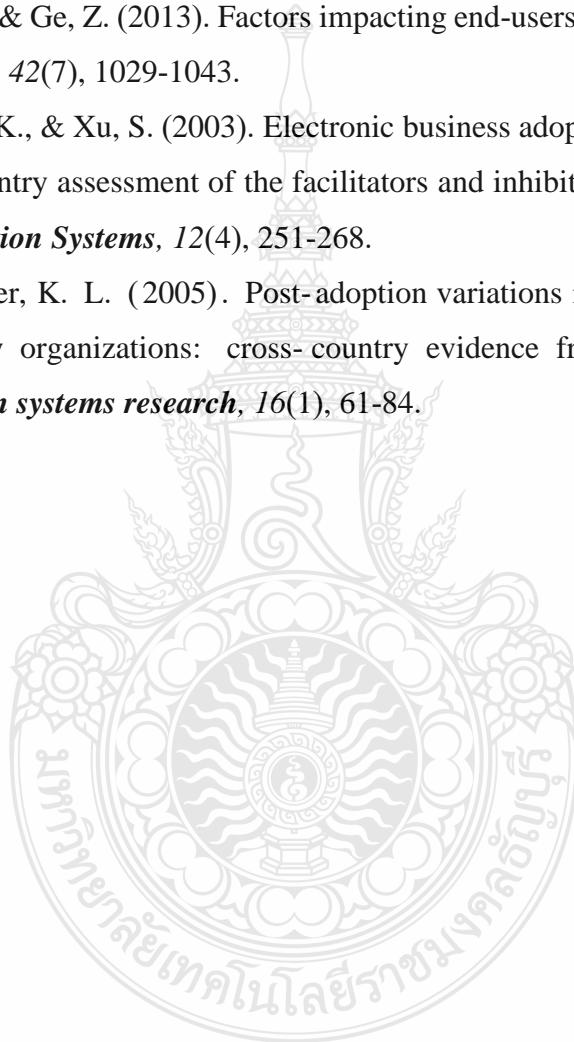 & Ge, Z. (2013). Factors impacting end-users
42(7), 1029-1043.
K., & Xu, S. (2003). Electronic business adop
ntry assessment of the facilitators and inhibit
ion Systems, 12(4), 251-268.
er, K. L. (2005). Post-adoption variations
y organizations: cross-country evidence fr
n systems research, 16(1), 61-84.
มหาวิทยาลัยเทคโนโลยีราชมงคลธัญบุรี